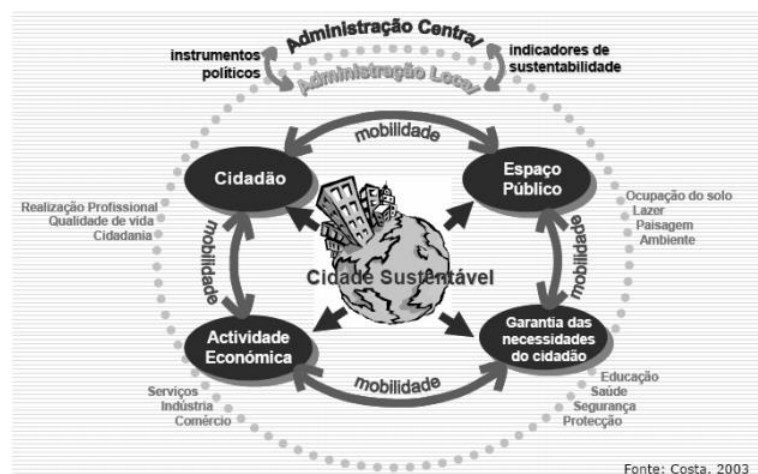 Administração Central
instrumentos
políticos
indicadores de
sustentabilidade
Administração Local
mobilidade
Cidadão
Espaço
Público
Realização Profissional
Qualidade de vida
Cidadania
Ocupação do solo
Lazer
Paisagem
Ambiente
mobilidade
mobilidade
Cidade Sustentável
Actividade
Económica
Garantia das
necessidades
do cidadão
mobilidade
Serviços
Indústria
Comércio
Educação
Saúde
Segurança
Protecção
Fonte: Costa, 2003